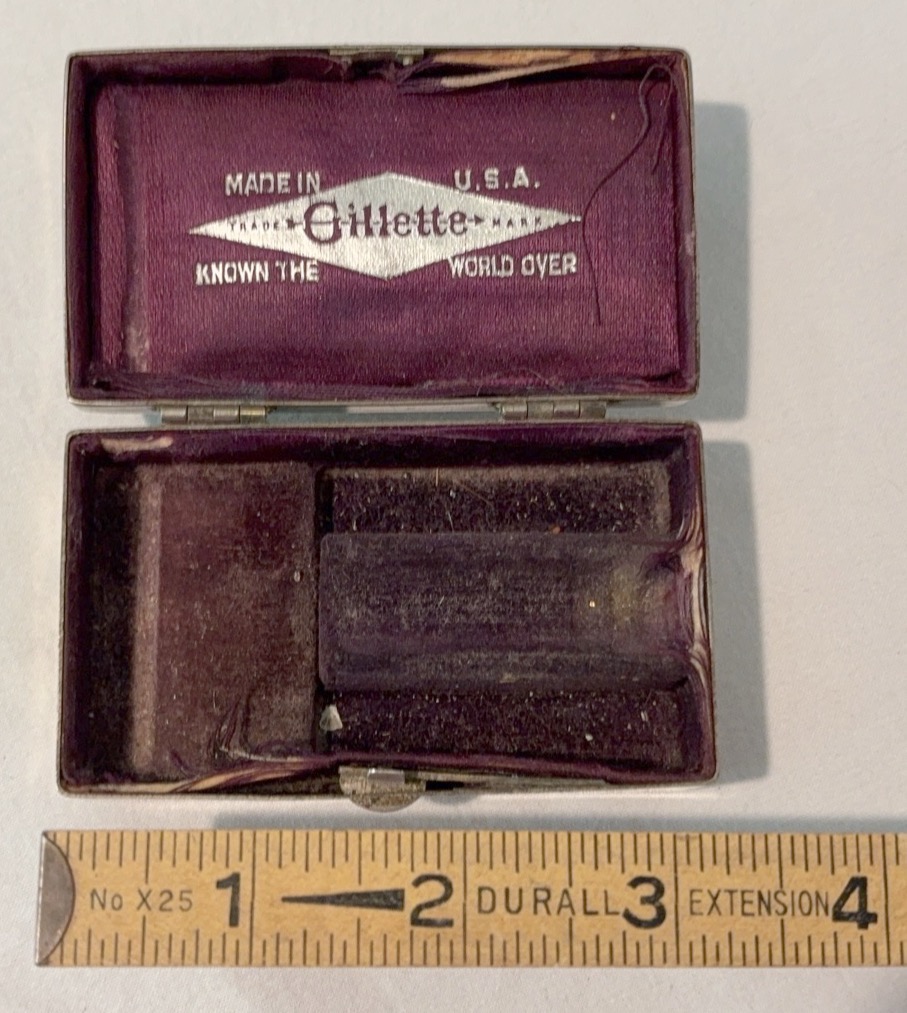 MADE IN U.S.A.
TRADE Gillette MARK
KNOWN THE WORLD OVER
No X25 1 2 DURALL 3 EXTENSION 4